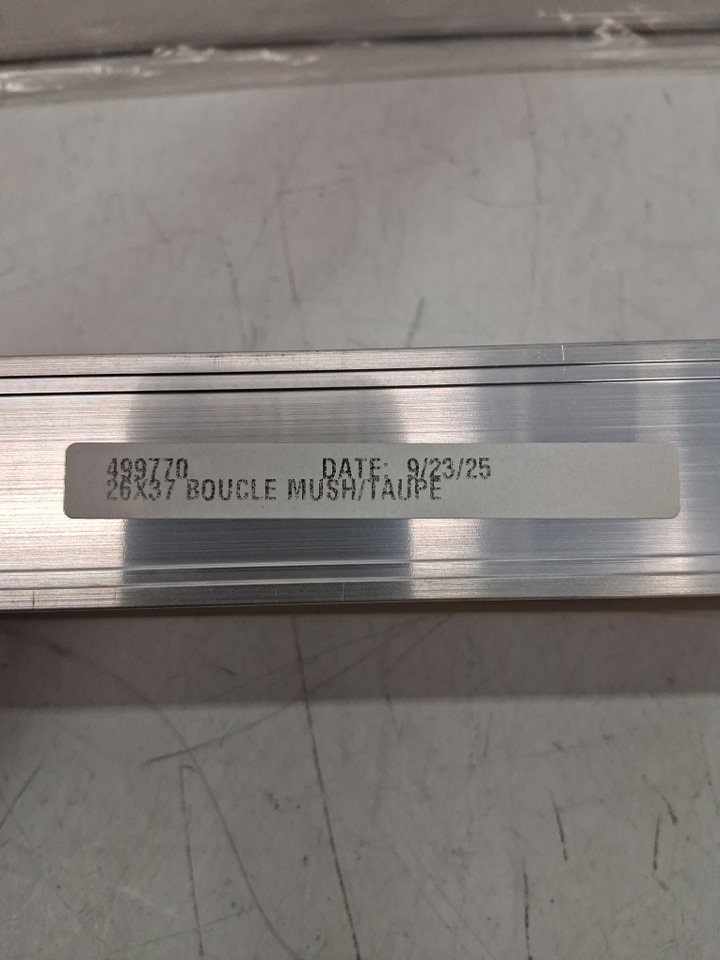 499770 DATE: 9/23/25
26X37 BOUCLE MUSH/TAUPE